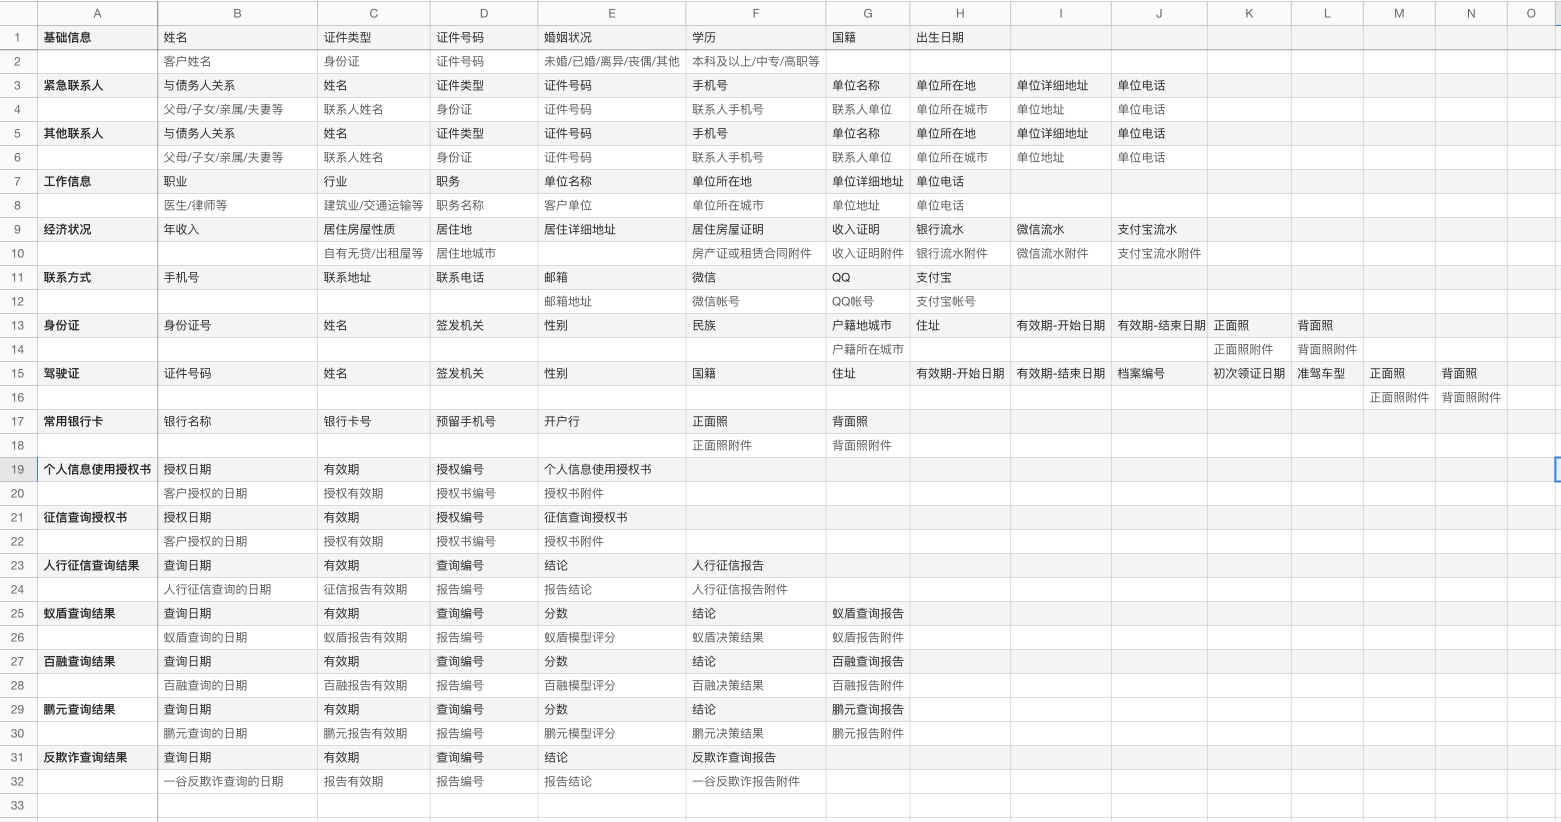 A B C D E F G H I J K L M N O
1 基础信息 姓名 证件类型 证件号码 婚姻状况 学历 国籍 出生日期
2 客户姓名 身份证 证件号码 未婚/已婚/离异/丧偶/其他 本科及以上/中专/高职等
3 紧急联系人 与债务人关系 姓名 证件类型 证件号码 手机号 单位名称 单位所在地 单位详细地址 单位电话
4 父母/子女/亲属/夫妻等 联系人姓名 身份证 证件号码 联系人手机号 联系人单位 单位所在城市 单位地址 单位电话
5 其他联系人 与债务人关系 姓名 证件类型 证件号码 手机号 单位名称 单位所在地 单位详细地址 单位电话
6 父母/子女/亲属/夫妻等 联系人姓名 身份证 证件号码 联系人手机号 联系人单位 单位所在城市 单位地址 单位电话
7 工作信息 职业 行业 职务 单位名称 单位所在地 单位详细地址 单位电话
8 医生/律师等 建筑业/交通运输等 职务名称 客户单位 单位所在城市 单位地址 单位电话
9 经济状况 年收入 居住房屋性质 居住地 居住详细地址 居住房屋证明 收入证明 银行流水 微信流水 支付宝流水
10 自有无贷/出租屋等 居住地城市 房产证或租赁合同附件 收入证明附件 银行流水附件 微信流水附件 支付宝流水附件
11 联系方式 手机号 联系地址 联系电话 邮箱 微信 QQ 支付宝
12 邮箱地址 微信帐号 QQ帐号 支付宝帐号
13 身份证 身份证号 姓名 签发机关 性别 民族 户籍地城市 住址 有效期-开始日期 有效期-结束日期 正面照 背面照
14 户籍所在城市 正面照附件 背面照附件
15 驾驶证 证件号码 姓名 签发机关 性别 国籍 住址 有效期-开始日期 有效期-结束日期 档案编号 初次领证日期 准驾车型 正面照 背面照
16 正面照附件 背面照附件
17 常用银行卡 银行名称 银行卡号 预留手机号 开户行 正面照 背面照
18 正面照附件 背面照附件
19 个人信息使用授权书 授权日期 有效期 授权编号 个人信息使用授权书
20 客户授权的日期 授权有效期 授权书编号 授权书附件
21 征信查询授权书 授权日期 有效期 授权编号 征信查询授权书
22 客户授权的日期 授权有效期 授权书编号 授权书附件
23 人行征信查询结果 查询日期 有效期 查询编号 结论 人行征信报告
24 人行征信查询的日期 征信报告有效期 报告编号 报告结论 人行征信报告附件
25 蚁盾查询结果 查询日期 有效期 查询编号 分数 结论 蚁盾查询报告
26 蚁盾查询的日期 蚁盾报告有效期 报告编号 蚁盾模型评分 蚁盾决策结果 蚁盾报告附件
27 百融查询结果 查询日期 有效期 查询编号 分数 结论 百融查询报告
28 百融查询的日期 百融报告有效期 报告编号 百融模型评分 百融决策结果 百融报告附件
29 鹏元查询结果 查询日期 有效期 查询编号 分数 结论 鹏元查询报告
30 鹏元查询的日期 鹏元报告有效期 报告编号 鹏元模型评分 鹏元决策结果 鹏元报告附件
31 反欺诈查询结果 查询日期 有效期 查询编号 结论 反欺诈查询报告
32 一谷反欺诈查询的日期 报告有效期 报告编号 报告结论 一谷反欺诈报告附件
33